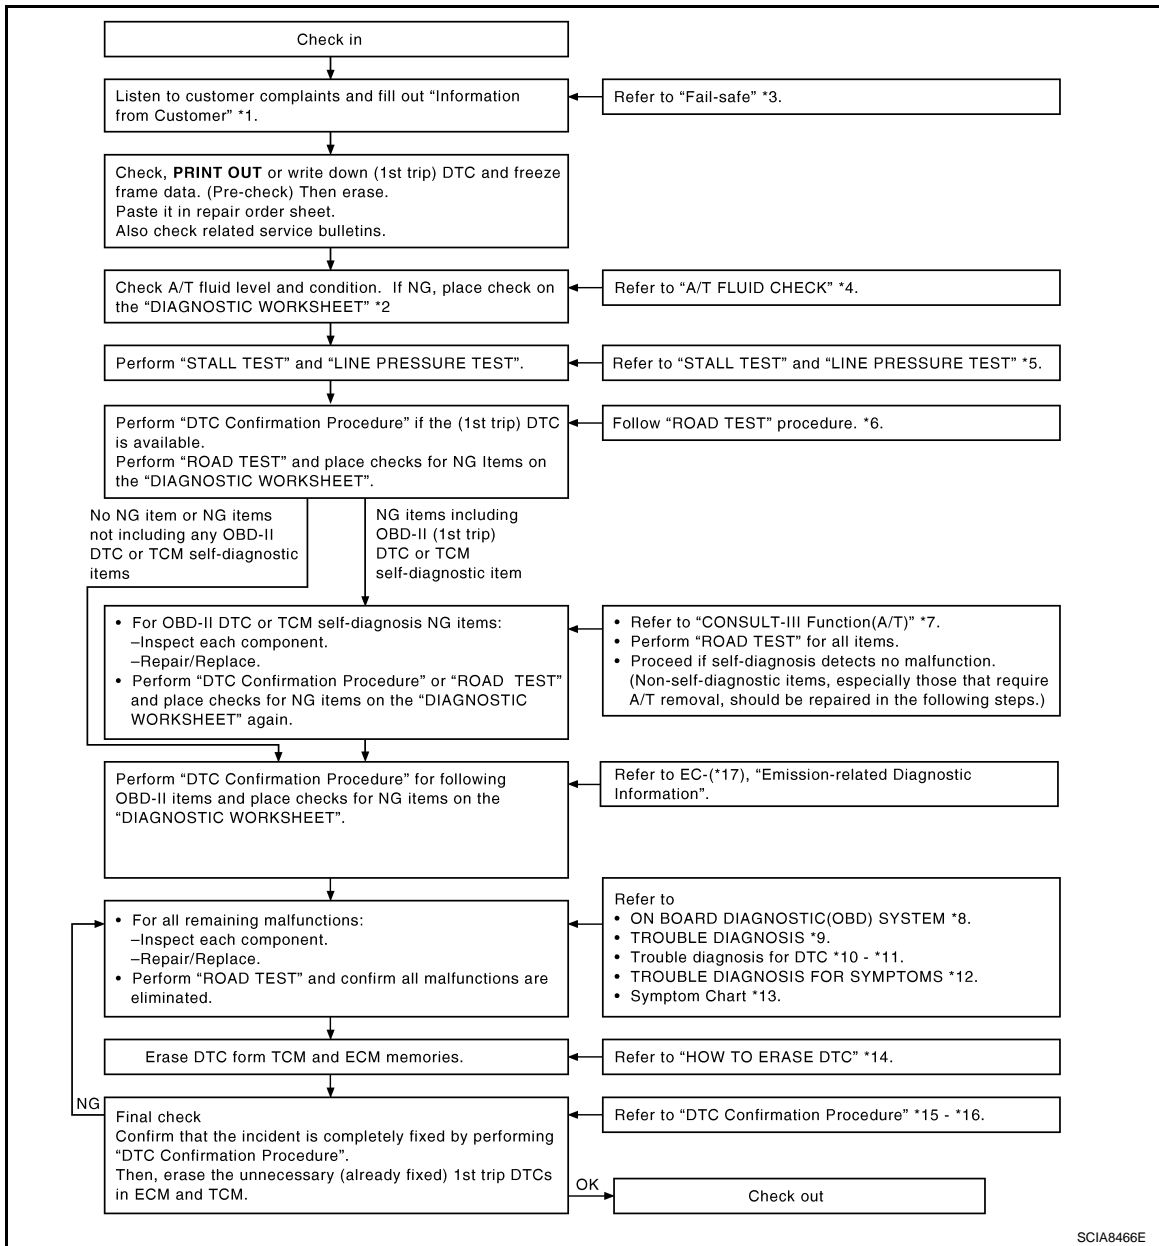 Check in
Listen to customer complaints and fill out “Information
from Customer” *1.
Refer to “Fail-safe” *3.
Check, PRINT OUT or write down (1st trip) DTC and freeze
frame data. (Pre-check) Then erase.
Paste it in repair order sheet.
Also check related service bulletins.
Check A/T fluid level and condition. If NG, place check on
the “DIAGNOSTIC WORKSHEET” *2
Refer to “A/T FLUID CHECK” *4.
Perform “STALL TEST” and “LINE PRESSURE TEST”.
Refer to “STALL TEST” and “LINE PRESSURE TEST” *5.
Perform “DTC Confirmation Procedure” if the (1st trip) DTC
is available.
Perform “ROAD TEST” and place checks for NG Items on
the “DIAGNOSTIC WORKSHEET”.
Follow “ROAD TEST” procedure. *6.
No NG item or NG items
not including any OBD-II
DTC or TCM self-diagnostic
items
NG items including
OBD-II (1st trip)
DTC or TCM
self-diagnostic item
• For OBD-II DTC or TCM self-diagnosis NG items:
–Inspect each component.
–Repair/Replace.
• Perform “DTC Confirmation Procedure” or “ROAD TEST”
and place checks for NG items on the “DIAGNOSTIC
WORKSHEET” again.
• Refer to “CONSULT-III Function(A/T)” *7.
• Perform “ROAD TEST” for all items.
• Proceed if self-diagnosis detects no malfunction.
(Non-self-diagnostic items, especially those that require
A/T removal, should be repaired in the following steps.)
Perform “DTC Confirmation Procedure” for following
OBD-II items and place checks for NG items on the
“DIAGNOSTIC WORKSHEET”.
Refer to EC-(*17), “Emission-related Diagnostic
Information”.
• For all remaining malfunctions:
–Inspect each component.
–Repair/Replace.
• Perform “ROAD TEST” and confirm all malfunctions are
eliminated.
Refer to
• ON BOARD DIAGNOSTIC(OBD) SYSTEM *8.
• TROUBLE DIAGNOSIS *9.
• Trouble diagnosis for DTC *10 - *11.
• TROUBLE DIAGNOSIS FOR SYMPTOMS *12.
• Symptom Chart *13.
Erase DTC form TCM and ECM memories.
Refer to “HOW TO ERASE DTC” *14.
NG
Final check
Confirm that the incident is completely fixed by performing
“DTC Confirmation Procedure”.
Then, erase the unnecessary (already fixed) 1st trip DTCs
in ECM and TCM.
Refer to “DTC Confirmation Procedure” *15 - *16.
OK
Check out
SCIA8466E